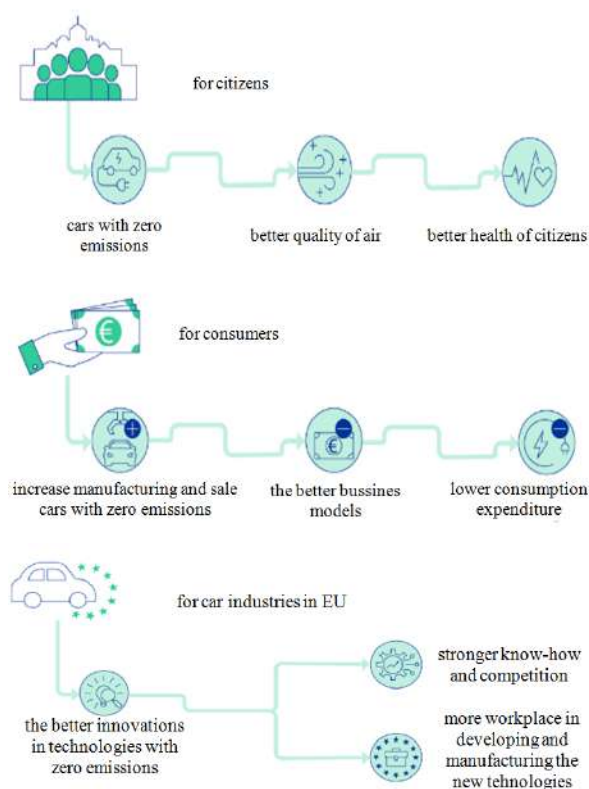 for citizens
cars with zero
emissions
better quality of air
better health of citizens
for consumers
increase manufacturing and sale
cars with zero emissions
the better bussines
models
lower consumption
expenditure
for car industries in EU
the better innovations
in technologies with
zero emissions
stronger know-how
and competition
more workplace in
developing and
manufacturing the
new tehnologies